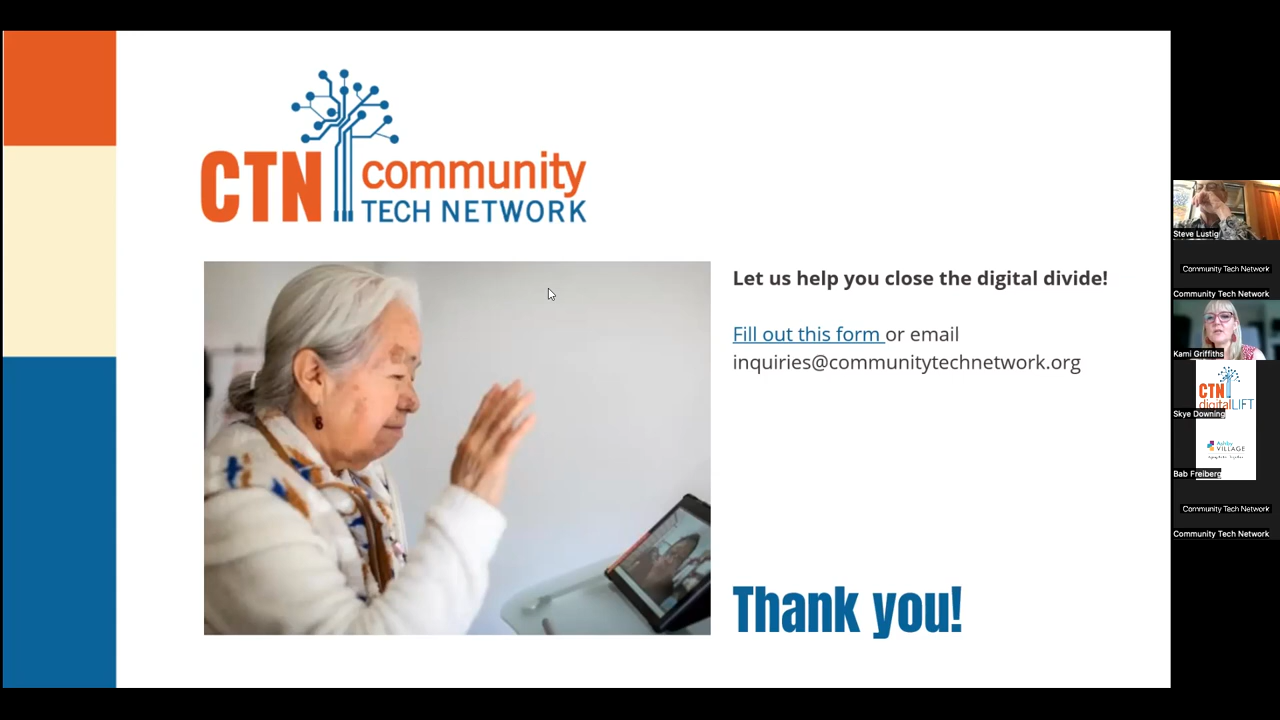 CTN community
TECH NETWORK
Let us help you close the digital divide!
Fill out this form or email
inquiries@communitytechnetwork.org
Thank you!
Steve Lustig
Community Tech Network
Community Tech Network
Kami Griffiths
CTN
digitalLIFT
Skye Downing
Ashby
VILLAGE
Bab Freiberg
Community Tech Network
Community Tech Network